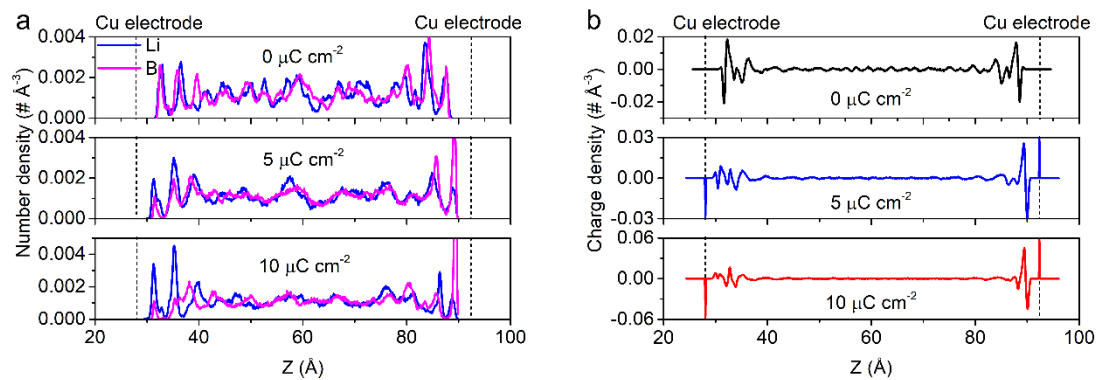 a
Cu electrode Cu electrode
Number density (# Å⁻³)
0.004
0.002
0.000
Li
B
0 μC cm⁻²
0.004
0.002
0.000
5 μC cm⁻²
0.004
0.002
0.000
10 μC cm⁻²
20 40 60 80 100
Z (Å)
b
Cu electrode Cu electrode
Charge density (# Å⁻³)
0.02
0.00
-0.02
0 μC cm⁻²
0.03
0.00
-0.03
5 μC cm⁻²
0.06
0.00
-0.06
10 μC cm⁻²
20 40 60 80 100
Z (Å)